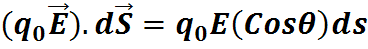 (q₀E⃗). dS⃗ = q₀E(Cosθ)ds